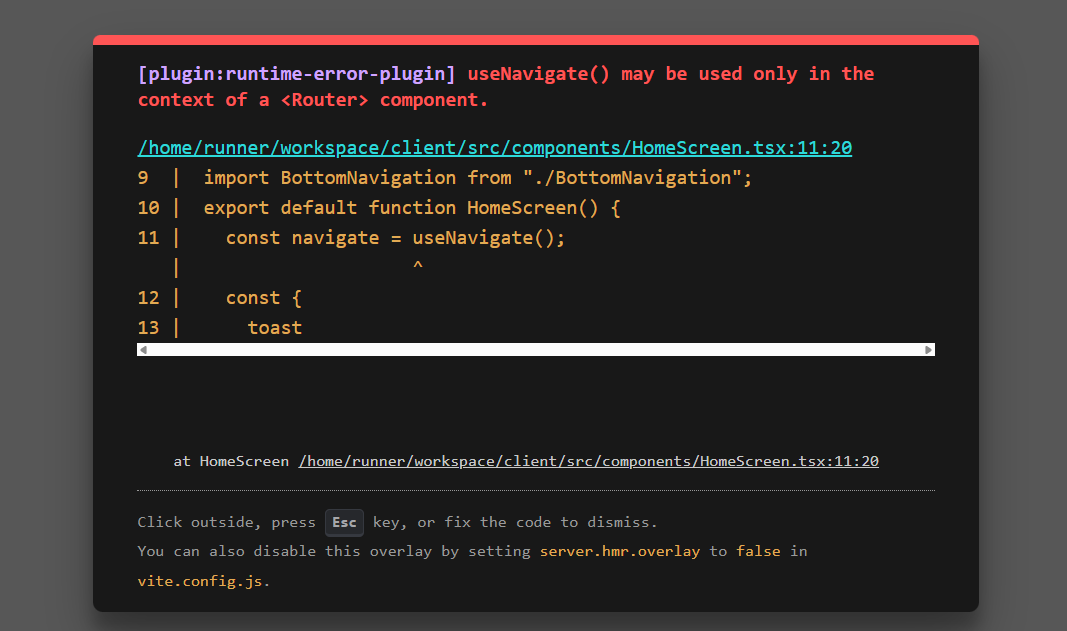 [plugin:runtime-error-plugin] useNavigate() may be used only in the
context of a <Router> component.
/home/runner/workspace/client/src/components/HomeScreen.tsx:11:20
9  |  import BottomNavigation from "./BottomNavigation";
10 |  export default function HomeScreen() {
11 |    const navigate = useNavigate();
   |                     ^
12 |    const {
13 |      toast
at HomeScreen /home/runner/workspace/client/src/components/HomeScreen.tsx:11:20
Click outside, press Esc key, or fix the code to dismiss.
You can also disable this overlay by setting server.hmr.overlay to false in
vite.config.js.